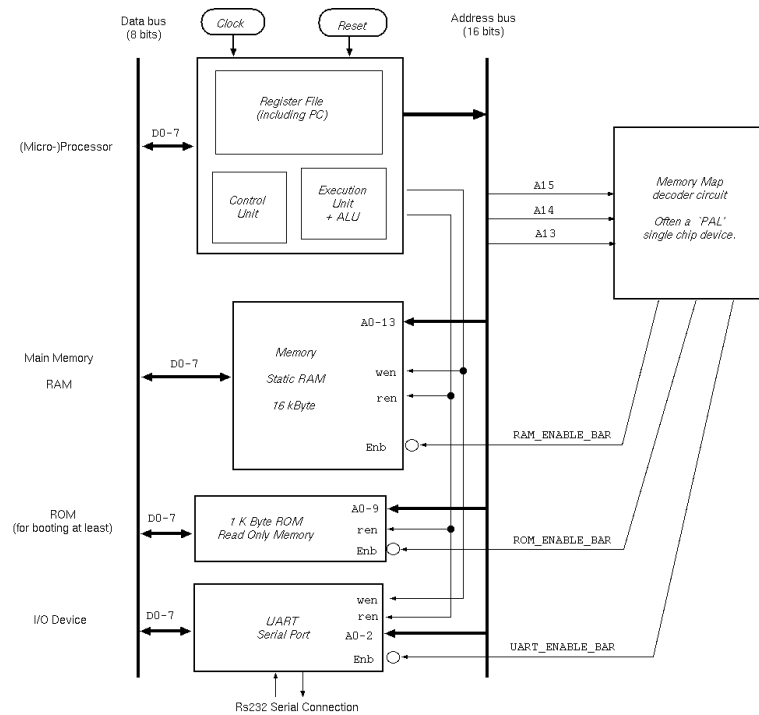 Data bus
(8 bits)
Clock
Reset
Address bus
(16 bits)
Register File
(including PC)
D0-7
(Micro-)Processor
Control
Unit
Execution
Unit
+ ALU
A15
A14
A13
Memory Map
decoder circuit
Often a `PAL'
single chip device.
A0-13
Main Memory
RAM
D0-7
Memory
Static RAM
16 kByte
wen
ren
Enb
RAM_ENABLE_BAR
ROM
(for booting at least)
D0-7
1 K Byte ROM
Read Only Memory
A0-9
ren
Enb
ROM_ENABLE_BAR
I/O Device
D0-7
UART
Serial Port
wen
ren
A0-2
Enb
UART_ENABLE_BAR
Rs232 Serial Connection